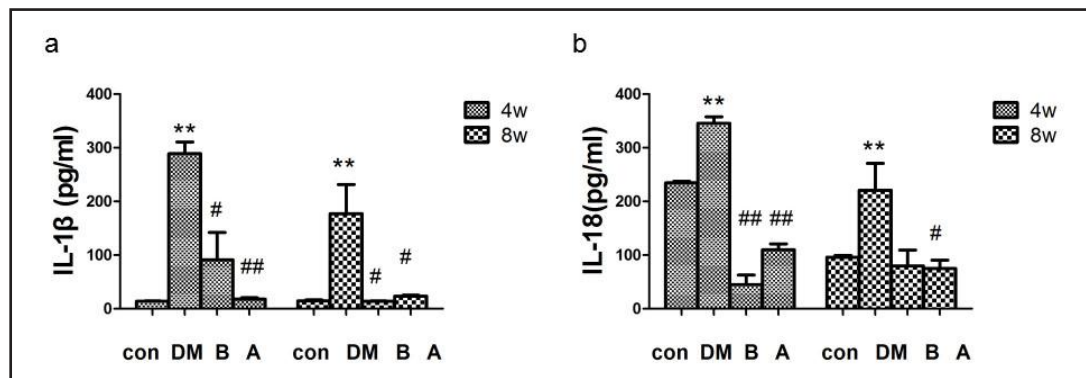 a
IL-1β (pg/ml)
400
300
200
100
0
**
#
##
**
#
#
con DM B A con DM B A
4w
8w
b
IL-18(pg/ml)
400
300
200
100
0
**
##
##
**
#
con DM B A con DM B A
4w
8w